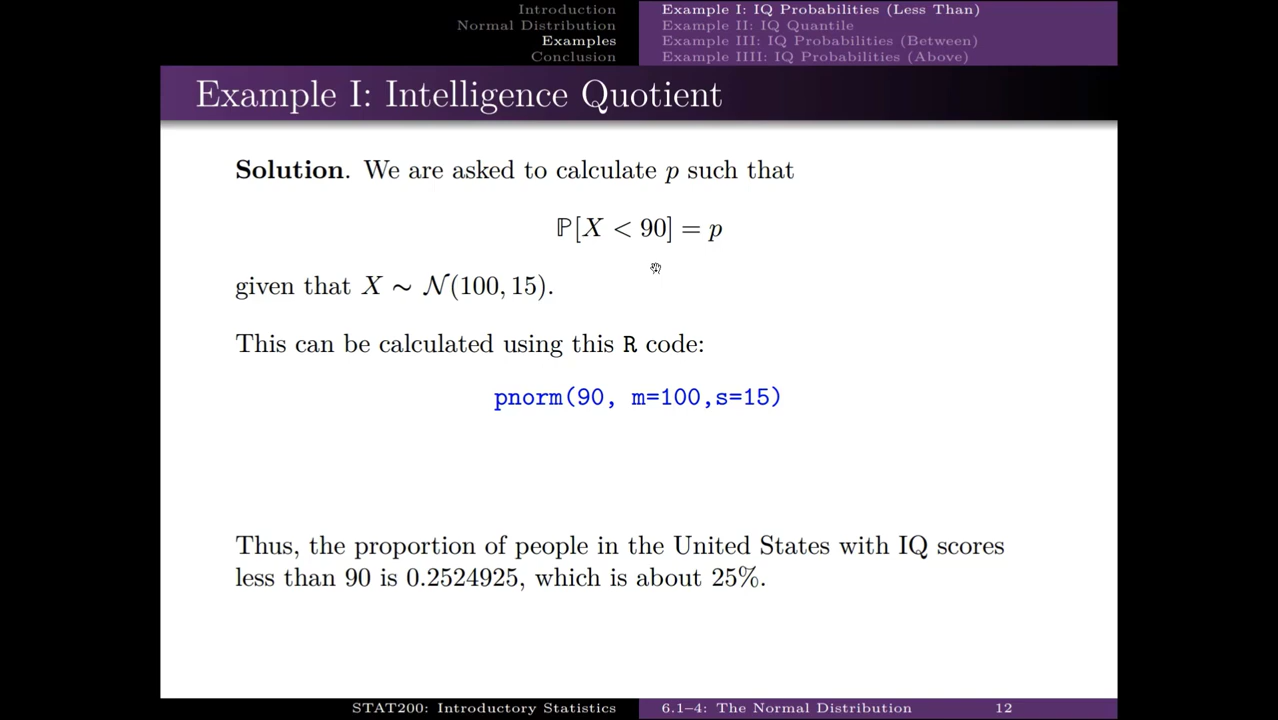 Introduction
Normal Distribution
Examples
Conclusion
Example I: IQ Probabilities (Less Than)
Example II: IQ Quantile
Example III: IQ Probabilities (Between)
Example IIII: IQ Probabilities (Above)
Example I: Intelligence Quotient
Solution. We are asked to calculate p such that
ℙ[X < 90] = p
given that X ∼ 𝒩(100, 15).
This can be calculated using this R code:
pnorm(90, m=100,s=15)
Thus, the proportion of people in the United States with IQ scores
less than 90 is 0.2524925, which is about 25%.
STAT200: Introductory Statistics
6.1–4: The Normal Distribution
12